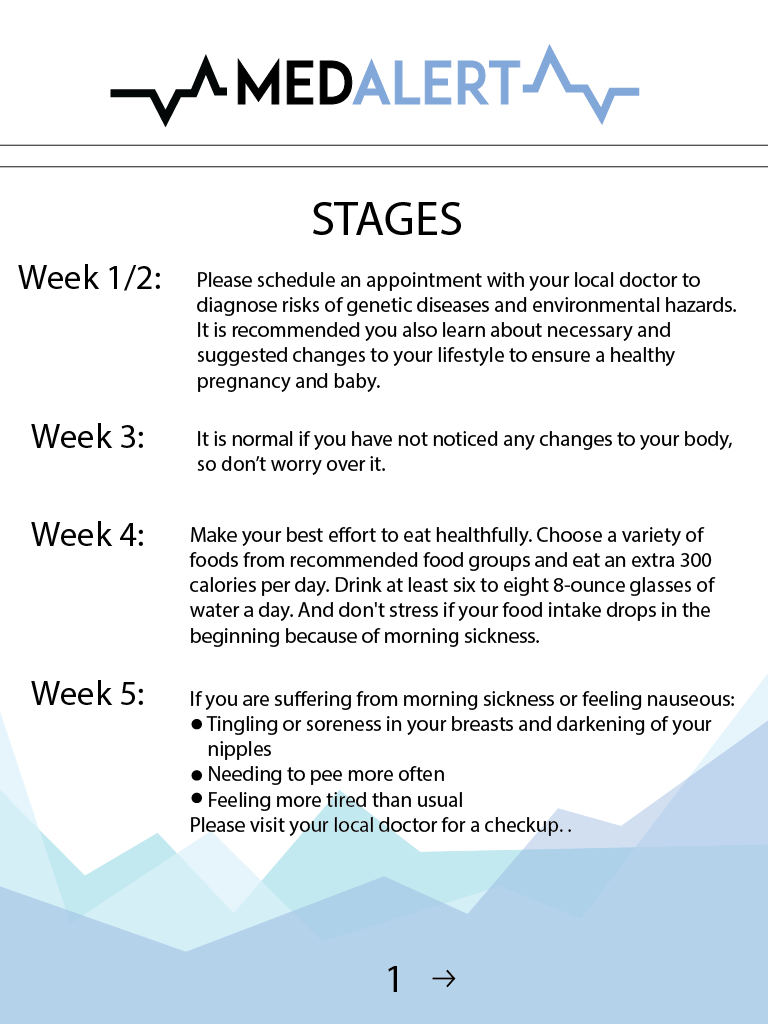 MEDALERT
STAGES
Week 1/2:
Please schedule an appointment with your local doctor to
diagnose risks of genetic diseases and environmental hazards.
It is recommended you also learn about necessary and
suggested changes to your lifestyle to ensure a healthy
pregnancy and baby.
Week 3:
It is normal if you have not noticed any changes to your body,
so don’t worry over it.
Week 4:
Make your best effort to eat healthfully. Choose a variety of
foods from recommended food groups and eat an extra 300
calories per day. Drink at least six to eight 8-ounce glasses of
water a day. And don't stress if your food intake drops in the
beginning because of morning sickness.
Week 5:
If you are suffering from morning sickness or feeling nauseous:
● Tingling or soreness in your breasts and darkening of your
nipples
● Needing to pee more often
● Feeling more tired than usual
Please visit your local doctor for a checkup. .
1 →